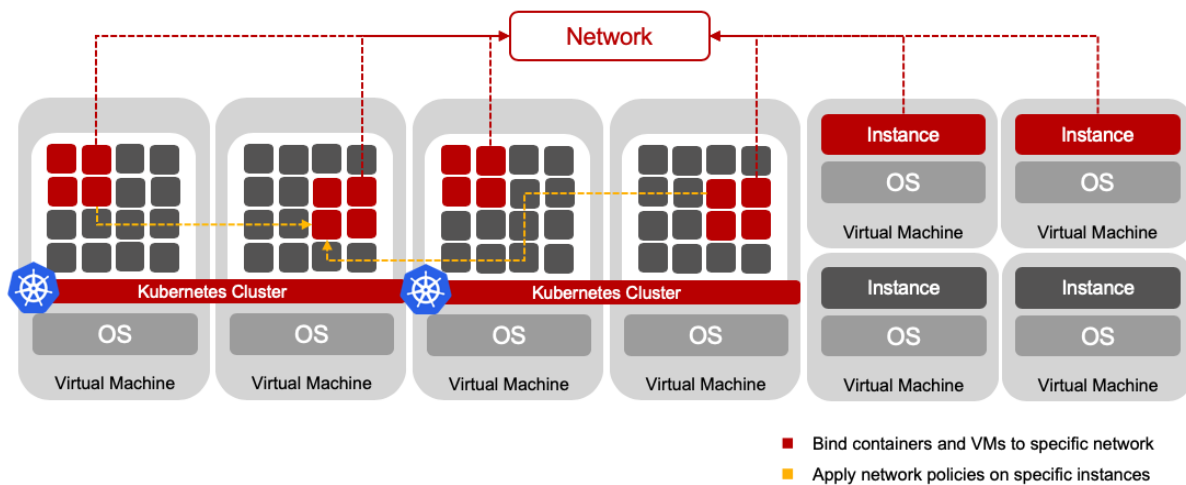 Network
Instance
Instance
OS
OS
Virtual Machine
Virtual Machine
Kubernetes Cluster
Kubernetes Cluster
Instance
Instance
OS
OS
OS
OS
OS
OS
Virtual Machine
Virtual Machine
Virtual Machine
Virtual Machine
Virtual Machine
Virtual Machine
Bind containers and VMs to specific network
Apply network policies on specific instances